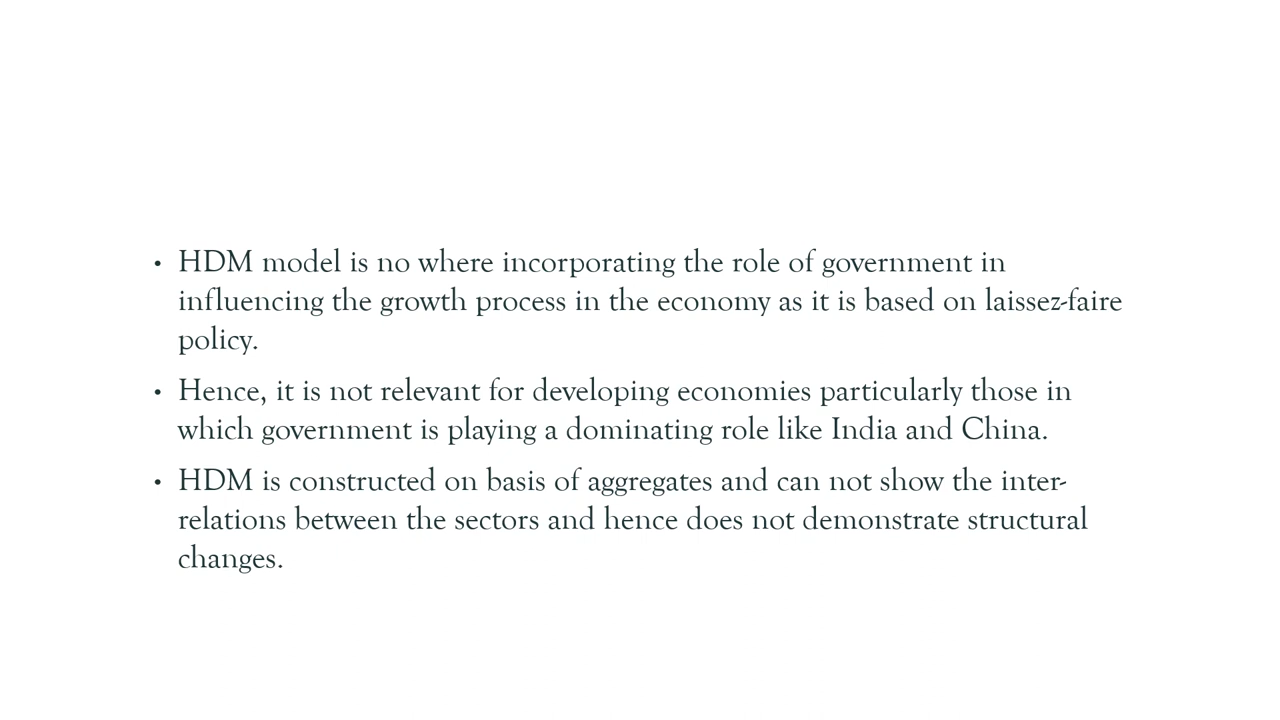 • HDM model is no where incorporating the role of government in
influencing the growth process in the economy as it is based on laissez-faire
policy.
• Hence, it is not relevant for developing economies particularly those in
which government is playing a dominating role like India and China.
• HDM is constructed on basis of aggregates and can not show the inter-
relations between the sectors and hence does not demonstrate structural
changes.